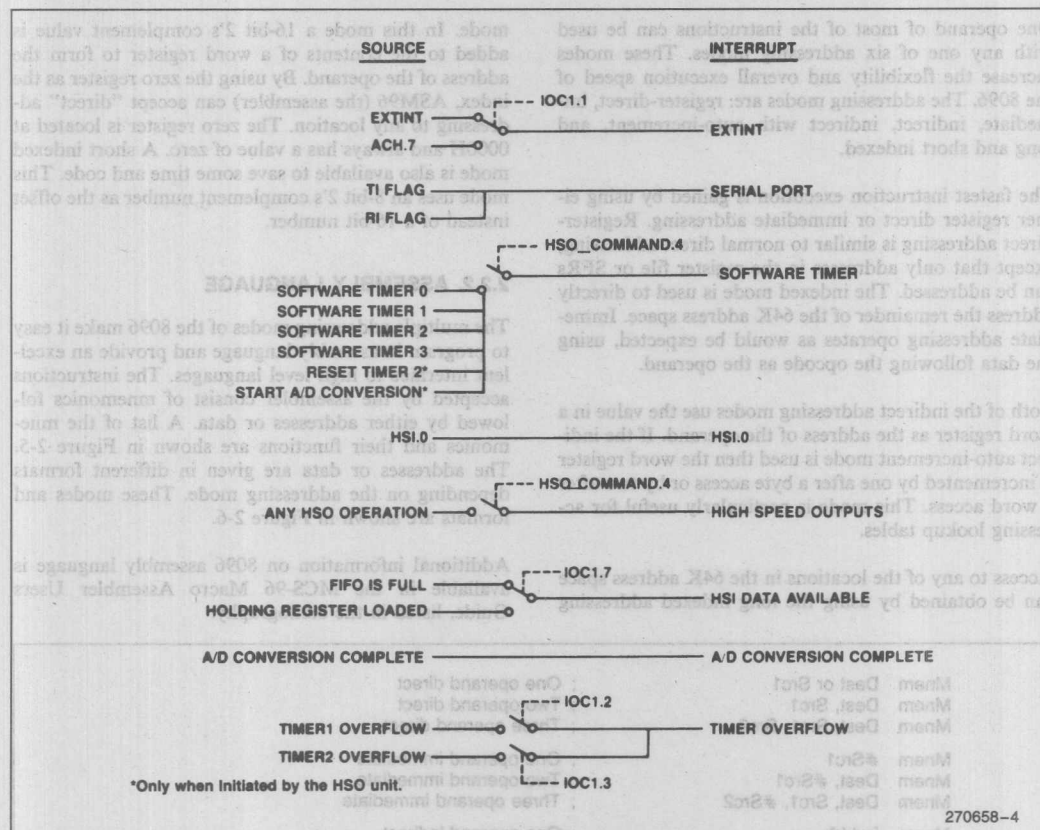 SOURCE INTERRUPT
IOC1.1
EXTINT EXTINT
ACH.7
TI FLAG SERIAL PORT
RI FLAG
HSO_COMMAND.4
SOFTWARE TIMER
SOFTWARE TIMER 0
SOFTWARE TIMER 1
SOFTWARE TIMER 2
SOFTWARE TIMER 3
RESET TIMER 2*
START A/D CONVERSION*
HSI.0 HSI.0
HSO_COMMAND.4
ANY HSO OPERATION HIGH SPEED OUTPUTS
IOC1.7
FIFO IS FULL
HSI DATA AVAILABLE
HOLDING REGISTER LOADED
A/D CONVERSION COMPLETE A/D CONVERSION COMPLETE
IOC1.2
TIMER1 OVERFLOW TIMER OVERFLOW
TIMER2 OVERFLOW
IOC1.3
*Only when initiated by the HSO unit.
270658-4